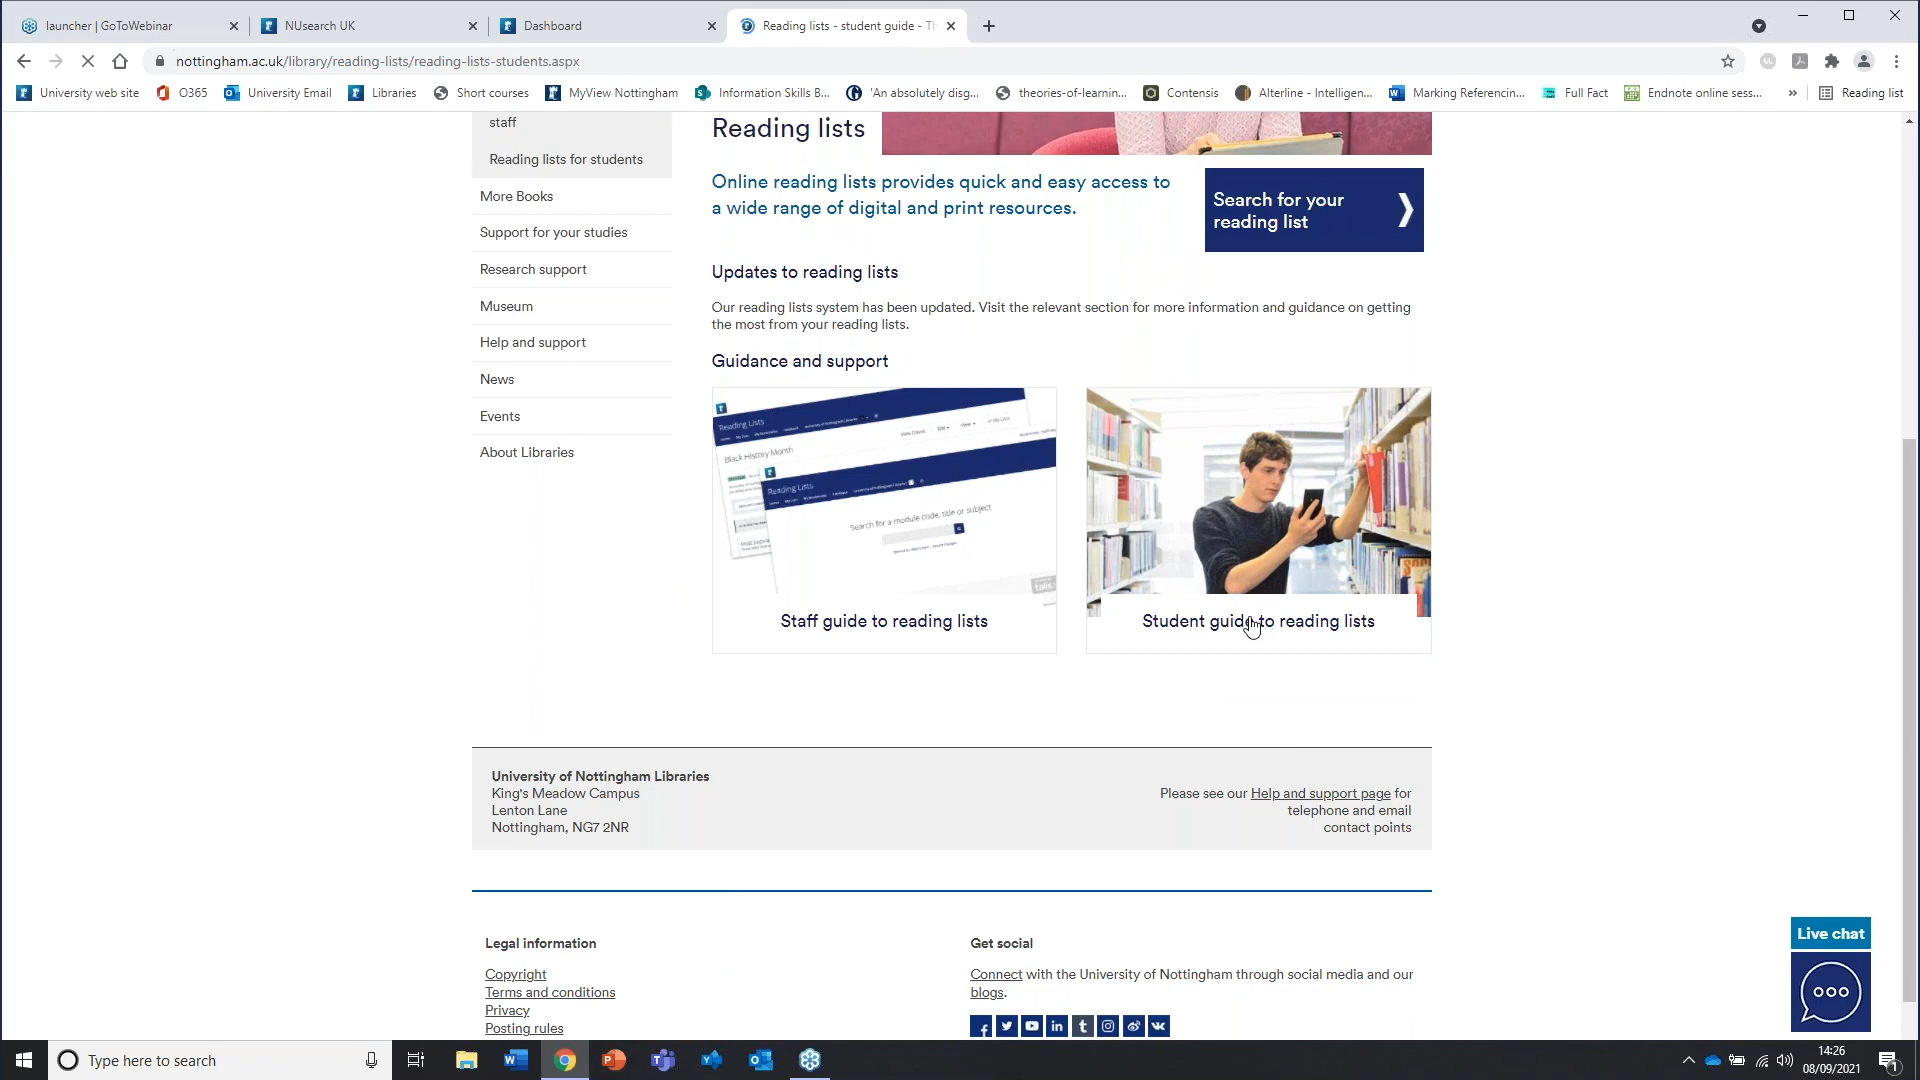 launcher | GoToWebinar
NUsearch UK
Dashboard
Reading lists - student guide - Th
nottingham.ac.uk/library/reading-lists/reading-lists-students.aspx
University web site
O365
University Email
Libraries
Short courses
MyView Nottingham
Information Skills B...
'An absolutely disg...
theories-of-learnin...
Contensis
Alterline - Intelligen...
Marking Referencin...
Full Fact
Endnote online sess...
»
Reading list
staff
Reading lists for students
More Books
Support for your studies
Research support
Museum
Help and support
News
Events
About Libraries
Reading lists
Online reading lists provides quick and easy access to
a wide range of digital and print resources.
Search for your
reading list
Updates to reading lists
Our reading lists system has been updated. Visit the relevant section for more information and guidance on getting
the most from your reading lists.
Guidance and support
Reading Lists
Black History Month
Reading Lists
Search for a module code, title or subject
talis
Staff guide to reading lists
Student guide to reading lists
University of Nottingham Libraries
King's Meadow Campus
Lenton Lane
Nottingham, NG7 2NR
Please see our Help and support page for
telephone and email
contact points
Legal information
Copyright
Terms and conditions
Privacy
Posting rules
Get social
Connect with the University of Nottingham through social media and our
blogs.
Live chat
Type here to search
14:26
08/09/2021
1